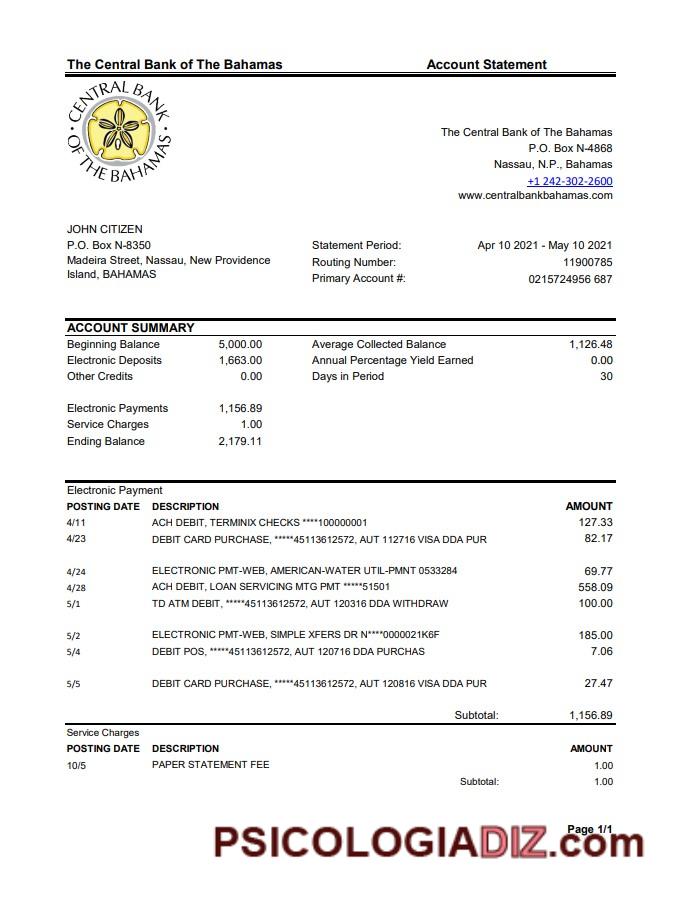 The Central Bank of The Bahamas Account Statement
CENTRAL BANK
OF THE BAHAMAS
The Central Bank of The Bahamas
P.O. Box N-4868
Nassau, N.P., Bahamas
+1 242-302-2600
www.centralbankbahamas.com
JOHN CITIZEN
P.O. Box N-8350 Statement Period: Apr 10 2021 - May 10 2021
Madeira Street, Nassau, New Providence Routing Number: 11900785
Island, BAHAMAS Primary Account #: 0215724956 687
ACCOUNT SUMMARY
Beginning Balance 5,000.00 Average Collected Balance 1,126.48
Electronic Deposits 1,663.00 Annual Percentage Yield Earned 0.00
Other Credits 0.00 Days in Period 30
Electronic Payments 1,156.89
Service Charges 1.00
Ending Balance 2,179.11
Electronic Payment
POSTING DATE DESCRIPTION AMOUNT
4/11 ACH DEBIT, TERMINIX CHECKS ****100000001 127.33
4/23 DEBIT CARD PURCHASE, *****45113612572, AUT 112716 VISA DDA PUR 82.17
4/24 ELECTRONIC PMT-WEB, AMERICAN-WATER UTIL-PMNT 0533284 69.77
4/28 ACH DEBIT, LOAN SERVICING MTG PMT *****51501 558.09
5/1 TD ATM DEBIT, *****45113612572, AUT 120316 DDA WITHDRAW 100.00
5/2 ELECTRONIC PMT-WEB, SIMPLE XFERS DR N****0000021K6F 185.00
5/4 DEBIT POS, *****45113612572, AUT 120716 DDA PURCHAS 7.06
5/5 DEBIT CARD PURCHASE, *****45113612572, AUT 120816 VISA DDA PUR 27.47
Subtotal: 1,156.89
Service Charges
POSTING DATE DESCRIPTION AMOUNT
10/5 PAPER STATEMENT FEE 1.00
Subtotal: 1.00
Page 1/1
PSICOLOGIADIZ.com